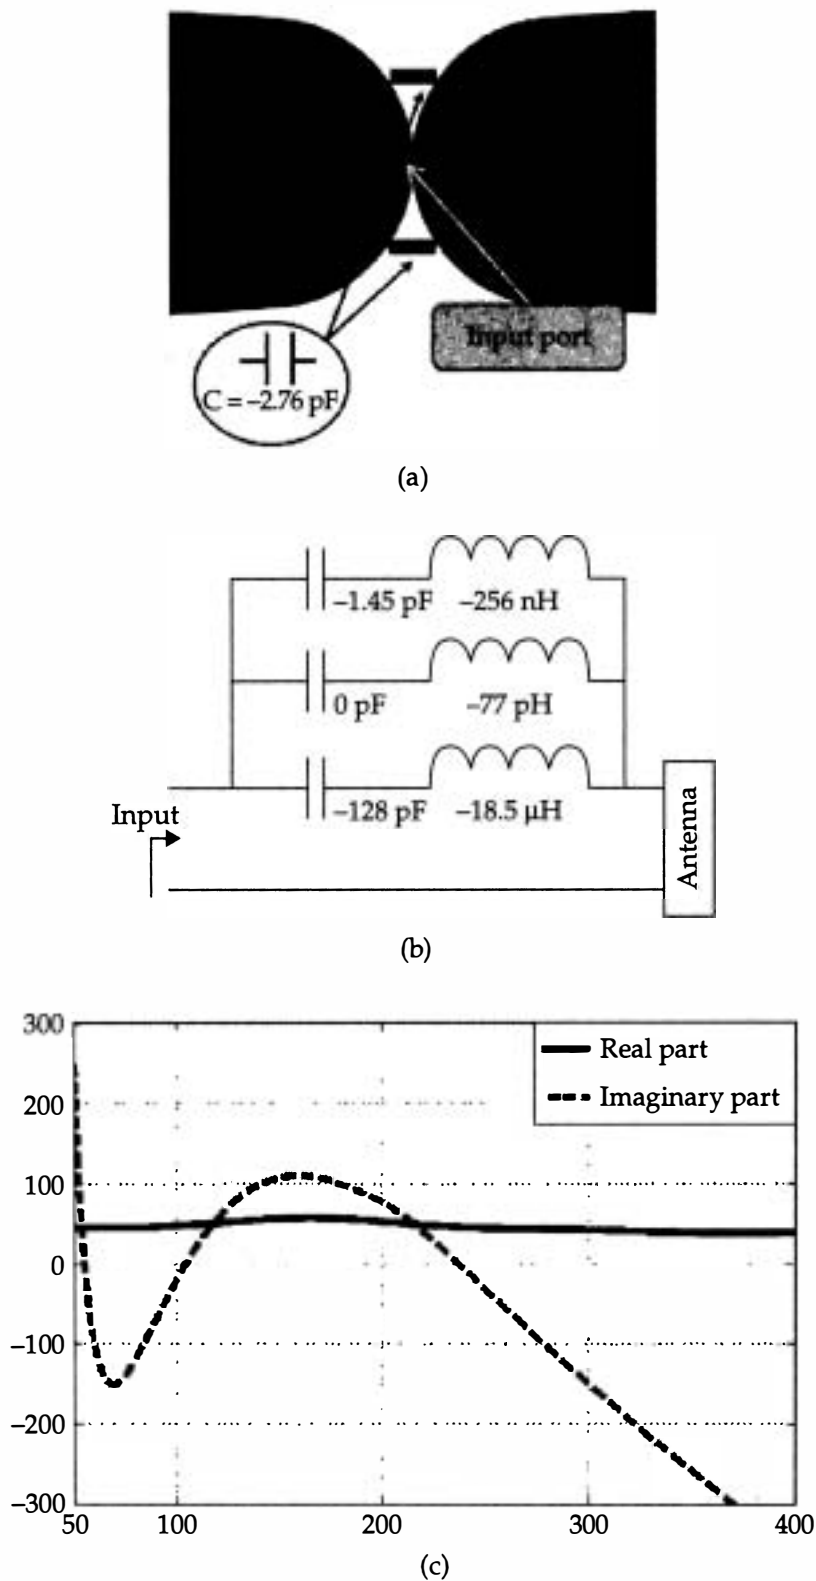 Input port
C = –2.76 pF
(a)
–1.45 pF –256 nH
0 pF –77 pH
–128 pF –18.5 µH
Input
Antenna
(b)
300
200
100
0
–100
–200
–300
Real part
Imaginary part
50 100 200 300 400
(c)